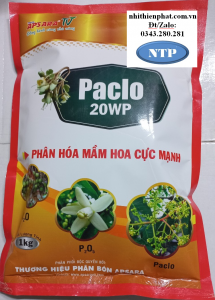 nhithienphat.com.vn
Đt/Zalo:
0343.280.281
NTP
APSARA
Paclo
20WP
PHÂN HÓA MẦM HOA CỰC MẠNH
P₂O₅
Paclo
1kg
THƯƠNG HIỆU PHÂN BÓN APSARA